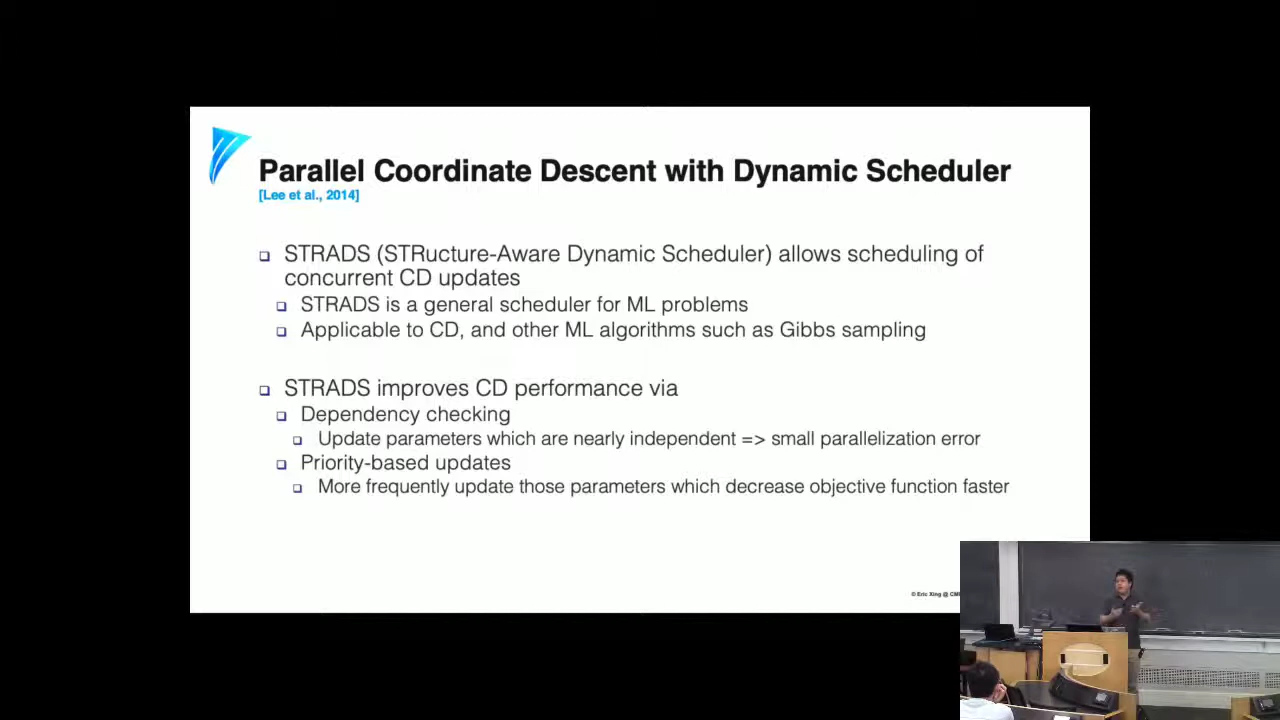 Parallel Coordinate Descent with Dynamic Scheduler
[Lee et al., 2014]
STRADS (STRucture-Aware Dynamic Scheduler) allows scheduling of
concurrent CD updates
STRADS is a general scheduler for ML problems
Applicable to CD, and other ML algorithms such as Gibbs sampling
STRADS improves CD performance via
Dependency checking
Update parameters which are nearly independent => small parallelization error
Priority-based updates
More frequently update those parameters which decrease objective function faster
© Eric Xing @ CM